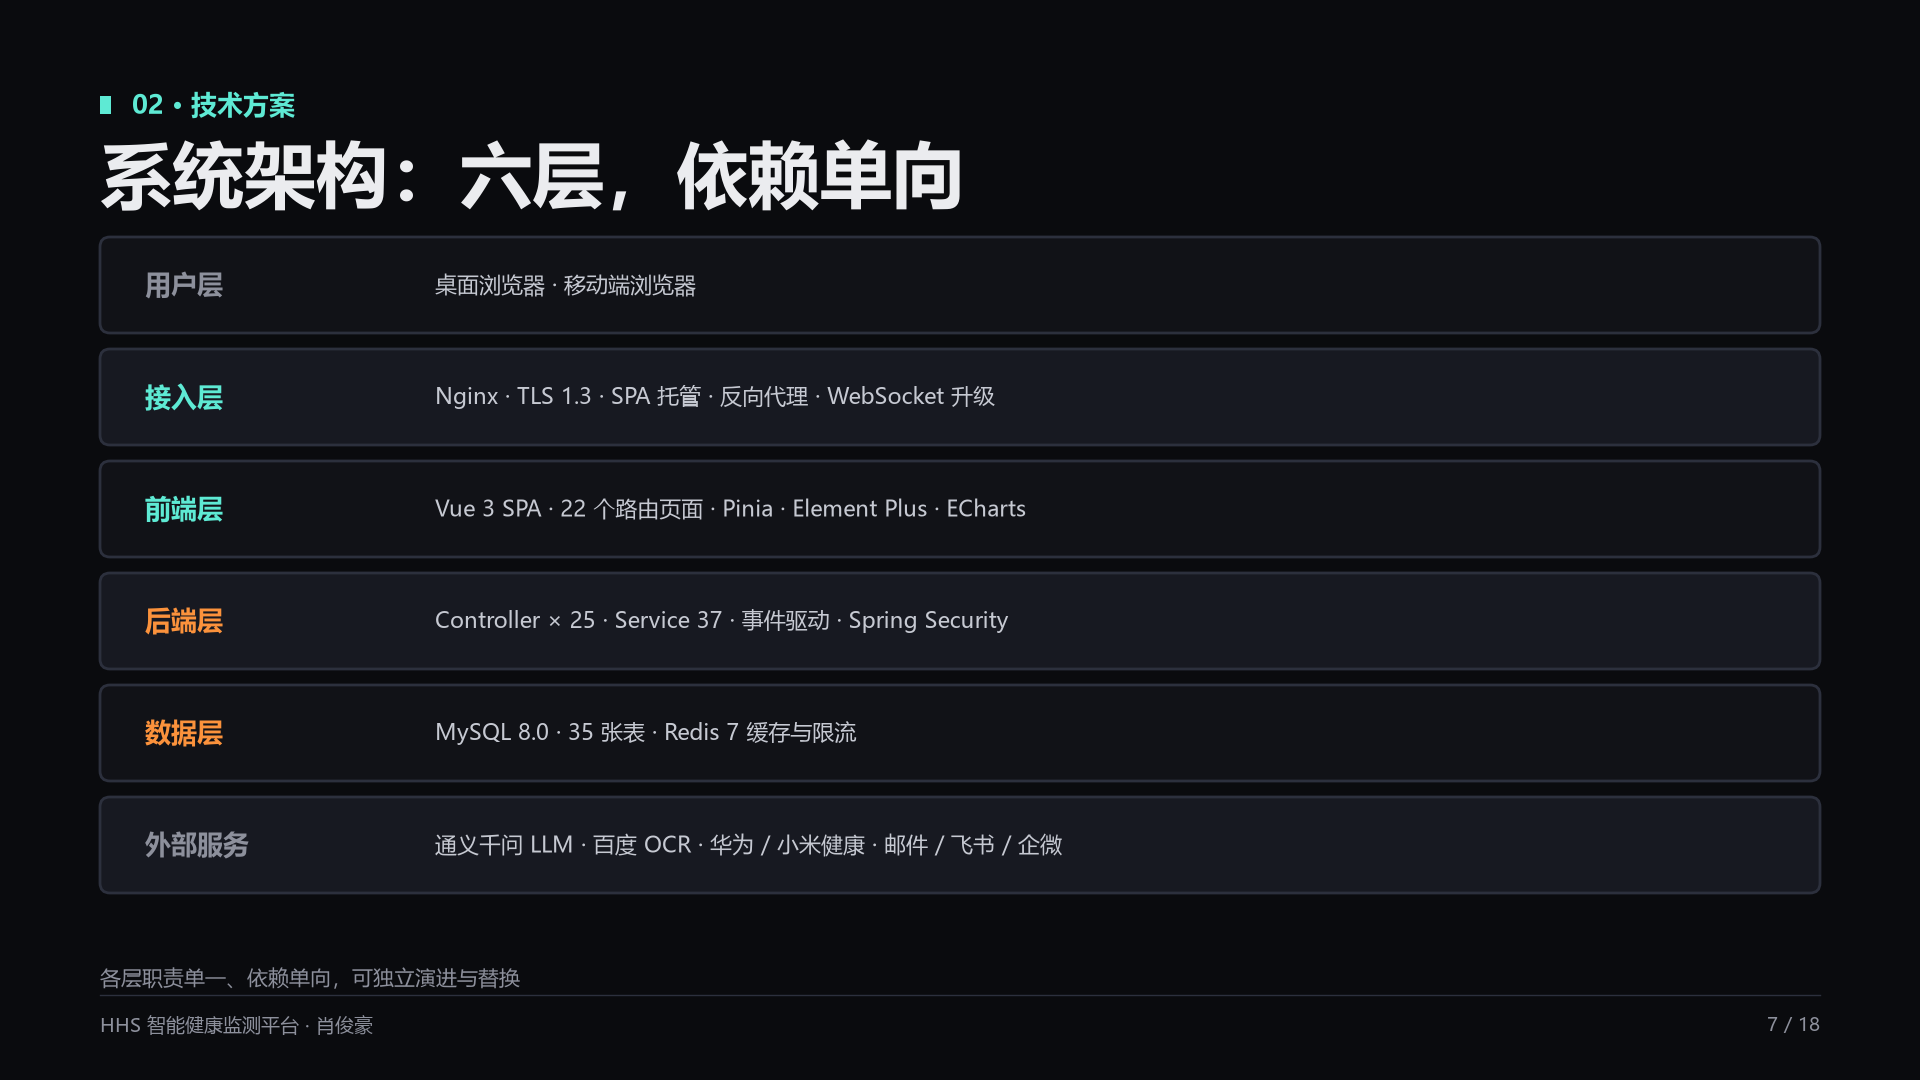 02 · 技术方案
系统架构：六层，依赖单向
用户层 桌面浏览器 · 移动端浏览器
接入层 Nginx · TLS 1.3 · SPA 托管 · 反向代理 · WebSocket 升级
前端层 Vue 3 SPA · 22 个路由页面 · Pinia · Element Plus · ECharts
后端层 Controller × 25 · Service 37 · 事件驱动 · Spring Security
数据层 MySQL 8.0 · 35 张表 · Redis 7 缓存与限流
外部服务 通义千问 LLM · 百度 OCR · 华为 / 小米健康 · 邮件 / 飞书 / 企微
各层职责单一、依赖单向，可独立演进与替换
HHS 智能健康监测平台 · 肖俊豪 7 / 18